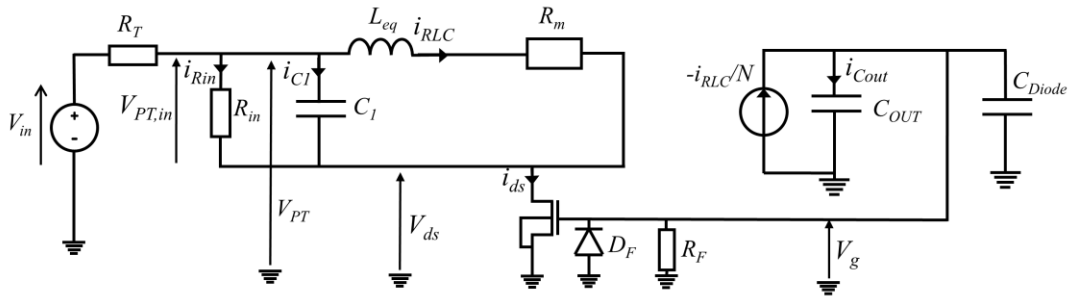 R_T
L_eq
i_RLC
R_m
V_in
+
-
V_PT,in
i_Rin
R_in
i_C1
C_1
V_PT
V_ds
i_ds
D_F
R_F
V_g
-i_RLC/N
i_Cout
C_OUT
C_Diode